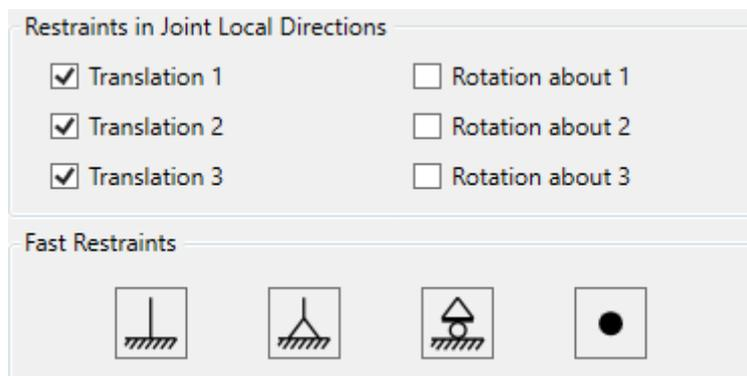 Restraints in Joint Local Directions
Translation 1
Rotation about 1
Translation 2
Rotation about 2
Translation 3
Rotation about 3
Fast Restraints